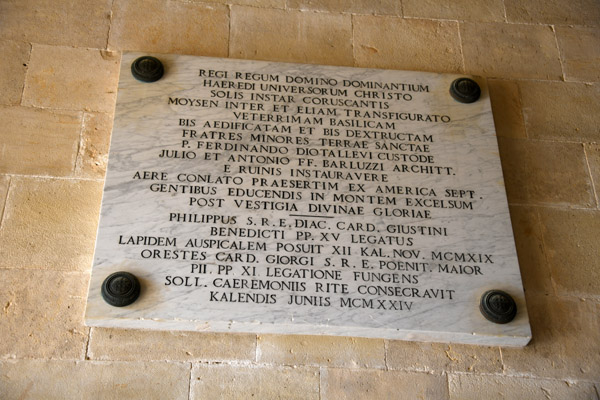 REGI REGUM DOMINO DOMINANTIUM
HAEREDI UNIVERSORUM CHRISTO
SOLIS INSTAR CORUSCANTIS
MOYSEN INTER ET ELIAM TRANSFIGURATO
VETERRIMAM BASILICAM
BIS AEDIFICATAM ET BIS DEXTRUCTAM
FRATRES MINORES TERRAE SANCTAE
P. FERDINANDO DIOTALLEVI CUSTODE
JULIO ET ANTONIO FF. BARLUZZI ARCHITT.
E RUINIS INSTAURAVERE
AERE CONLATO PRAESERTIM EX AMERICA SEPT.
GENTIBUS EDUCENDIS IN MONTEM EXCELSUM
POST VESTIGIA DIVINAE GLORIAE
PHILIPPUS S.R.E. DIAC. CARD. GIUSTINI
BENEDICTI PP. XV LEGATUS
LAPIDEM AUSPICALEM POSUIT XII KAL. NOV. MCMXIX
ORESTES CARD. GIORGI S.R.E. POENIT. MAIOR
PII. PP XI LEGATIONE FUNGENS
SOLL. CAEREMONIIS RITE CONSECRAVIT
KALENDIS JUNIIS MCMXXIV